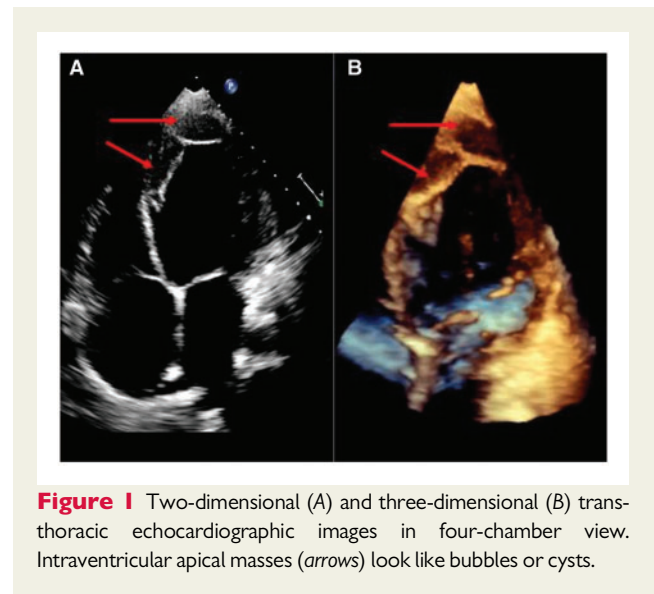 A
B
Figure 1 Two-dimensional (A) and three-dimensional (B) trans-
thoracic echocardiographic images in four-chamber view.
Intraventricular apical masses (arrows) look like bubbles or cysts.